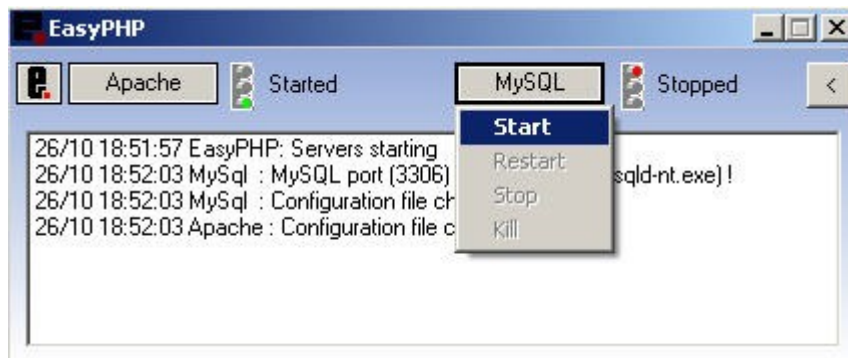 EasyPHP
e. Apache Started MySQL Stopped <
Start
Restart
Stop
Kill
26/10 18:51:57 EasyPHP: Servers starting
26/10 18:52:03 MySql : MySQL port (3306) sqld-nt.exe) !
26/10 18:52:03 MySql : Configuration file ch
26/10 18:52:03 Apache : Configuration file c